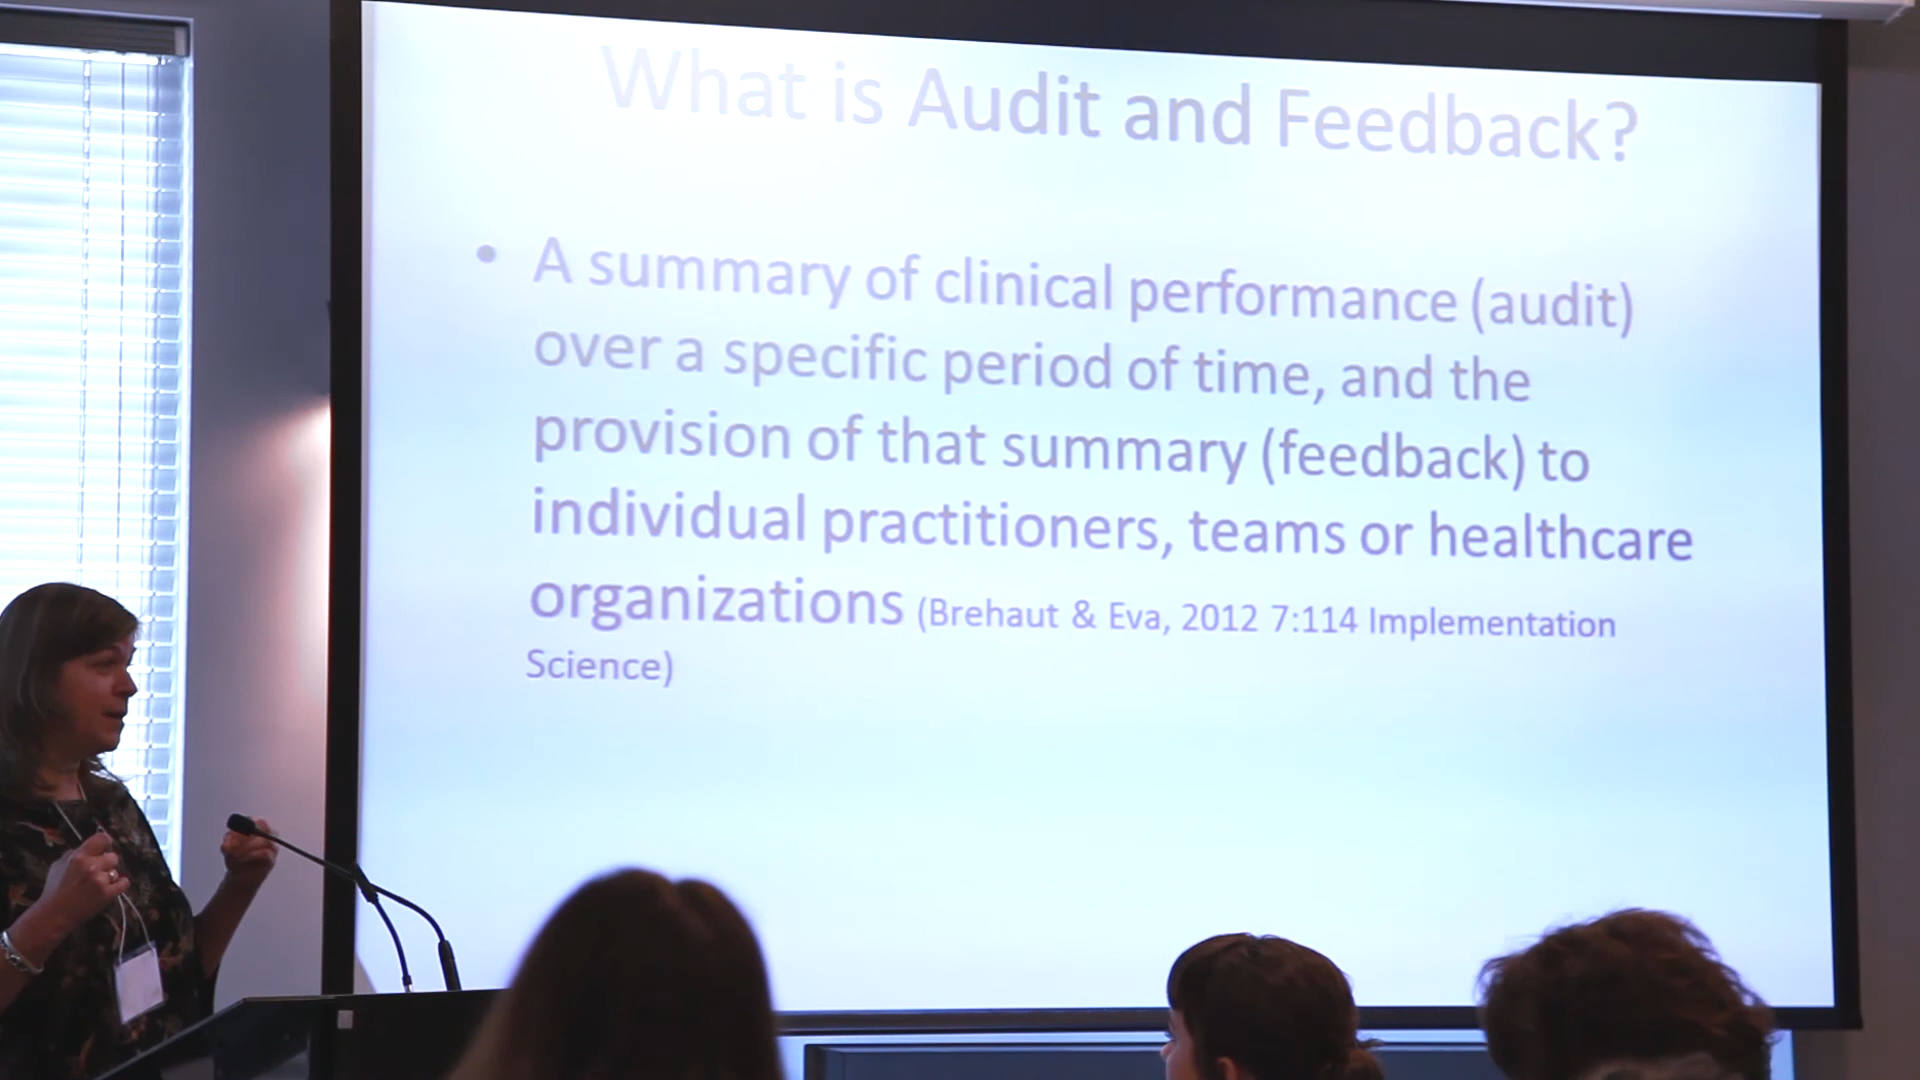 What is Audit and Feedback?
• A summary of clinical performance (audit)
over a specific period of time, and the
provision of that summary (feedback) to
individual practitioners, teams or healthcare
organizations (Brehaut & Eva, 2012 7:114 Implementation
Science)